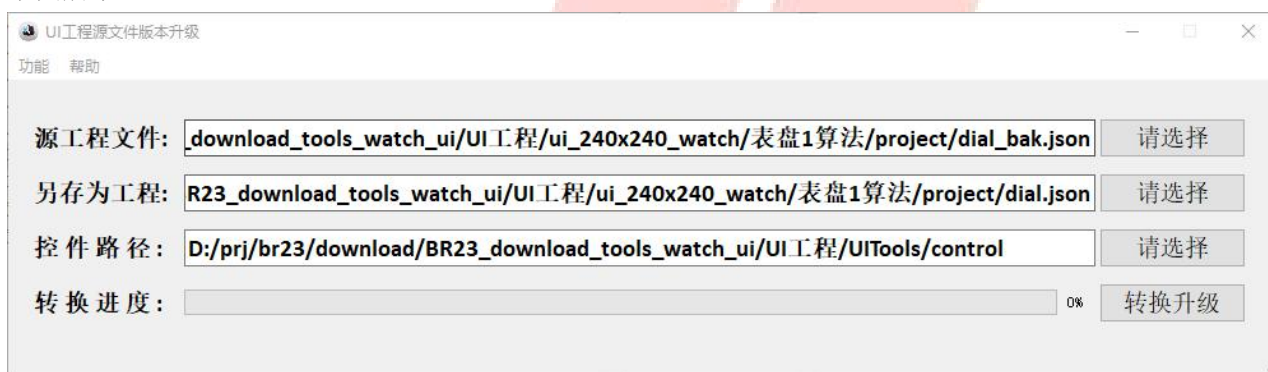 UI工程源文件版本升级
功能 帮助
源工程文件: _download_tools_watch_ui/UI工程/ui_240x240_watch/表盘1算法/project/dial_bak.json 请选择
另存为工程: R23_download_tools_watch_ui/UI工程/ui_240x240_watch/表盘1算法/project/dial.json 请选择
控件路径: D:/prj/br23/download/BR23_download_tools_watch_ui/UI工程/UITools/control 请选择
转换进度: 0% 转换升级